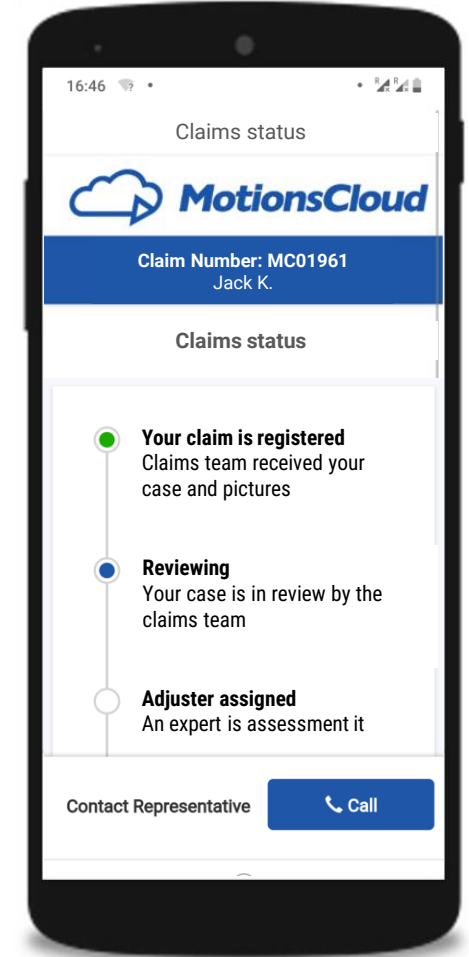 16:46
R R
Claims status
MotionsCloud
Claim Number: MC01961
Jack K.
Claims status
Your claim is registered
Claims team received your
case and pictures
Reviewing
Your case is in review by the
claims team
Adjuster assigned
An expert is assessment it
Contact Representative
Call